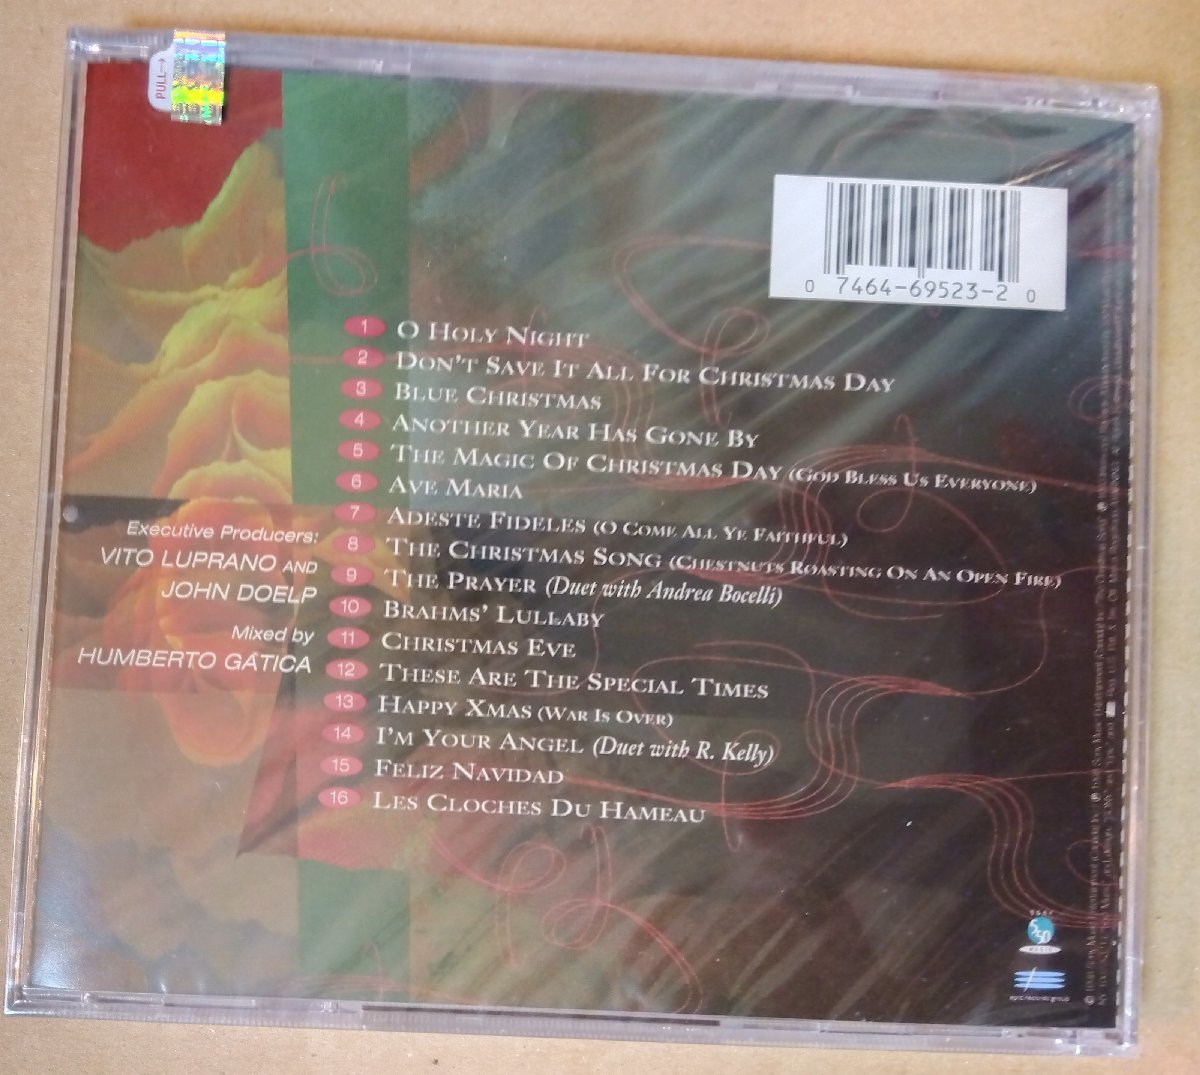 PULL→
0 7464-69523-2 0
1 O HOLY NIGHT
2 DON'T SAVE IT ALL FOR CHRISTMAS DAY
3 BLUE CHRISTMAS
4 ANOTHER YEAR HAS GONE BY
5 THE MAGIC OF CHRISTMAS DAY (GOD BLESS US EVERYONE)
6 AVE MARIA
7 ADESTE FIDELES (O COME ALL YE FAITHFUL)
8 THE CHRISTMAS SONG (CHESTNUTS ROASTING ON AN OPEN FIRE)
9 THE PRAYER (Duet with Andrea Bocelli)
10 BRAHMS' LULLABY
11 CHRISTMAS EVE
12 THESE ARE THE SPECIAL TIMES
13 HAPPY XMAS (WAR IS OVER)
14 I'M YOUR ANGEL (Duet with R. Kelly)
15 FELIZ NAVIDAD
16 LES CLOCHES DU HAMEAU
Executive Producers:
VITO LUPRANO AND
JOHN DOELP
Mixed by
HUMBERTO GATICA
550
MUSIC
epic records group